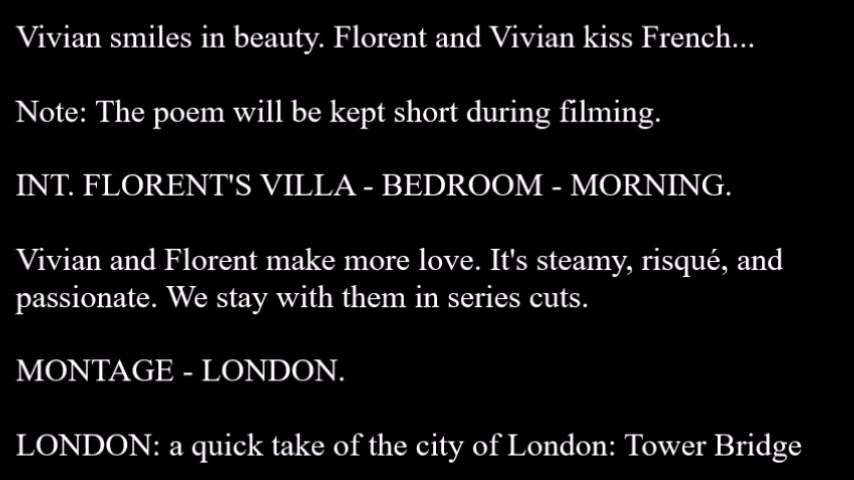 Vivian smiles in beauty. Florent and Vivian kiss French...
Note: The poem will be kept short during filming.
INT. FLORENT'S VILLA - BEDROOM - MORNING.
Vivian and Florent make more love. It's steamy, risqué, and
passionate. We stay with them in series cuts.
MONTAGE - LONDON.
LONDON: a quick take of the city of London: Tower Bridge